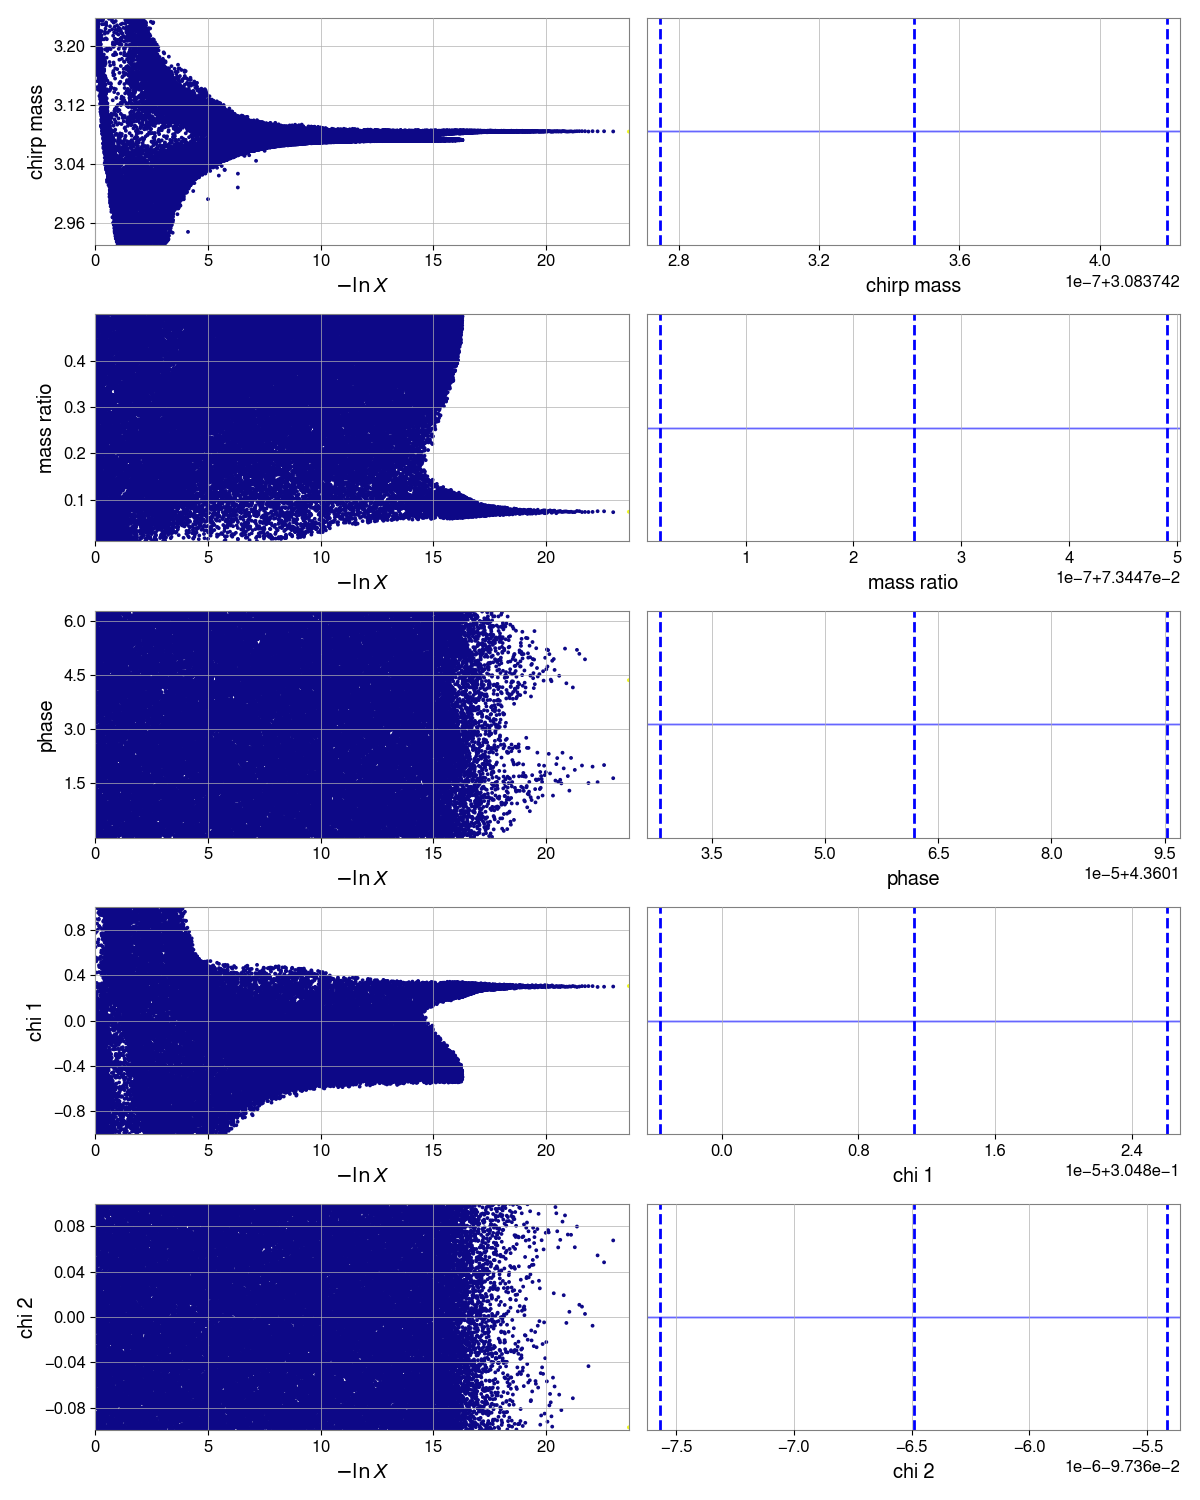 3.20
3.12
3.04
2.96
chirp mass
0 5 10 15 20
−ln X
2.8 3.2 3.6 4.0
1e−7+3.083742
chirp mass
0.4
0.3
0.2
0.1
mass ratio
0 5 10 15 20
−ln X
1 2 3 4 5
1e−7+7.3447e−2
mass ratio
6.0
4.5
3.0
1.5
phase
0 5 10 15 20
−ln X
3.5 5.0 6.5 8.0 9.5
1e−5+4.3601
phase
0.8
0.4
0.0
−0.4
−0.8
chi 1
0 5 10 15 20
−ln X
0.0 0.8 1.6 2.4
1e−5+3.048e−1
chi 1
0.08
0.04
0.00
−0.04
−0.08
chi 2
0 5 10 15 20
−ln X
−7.5 −7.0 −6.5 −6.0 −5.5
1e−6−9.736e−2
chi 2